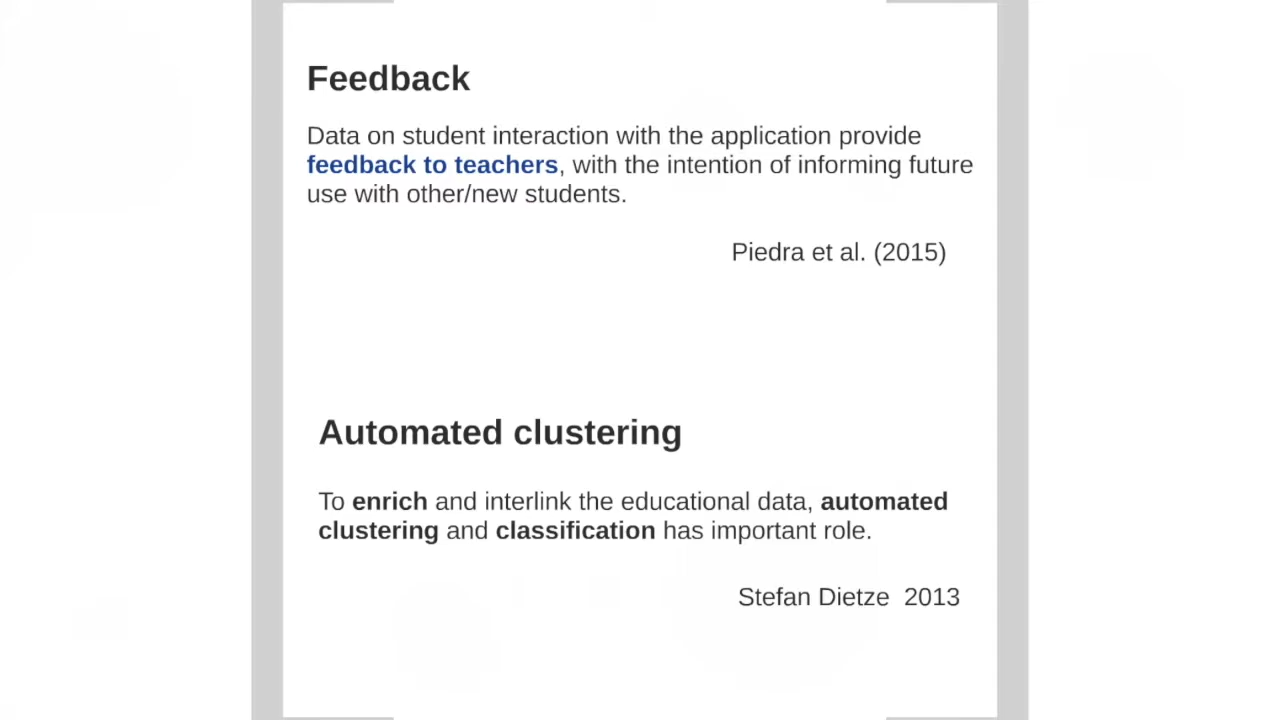 Feedback
Data on student interaction with the application provide
feedback to teachers, with the intention of informing future
use with other/new students.
Piedra et al. (2015)
Automated clustering
To enrich and interlink the educational data, automated
clustering and classification has important role.
Stefan Dietze  2013